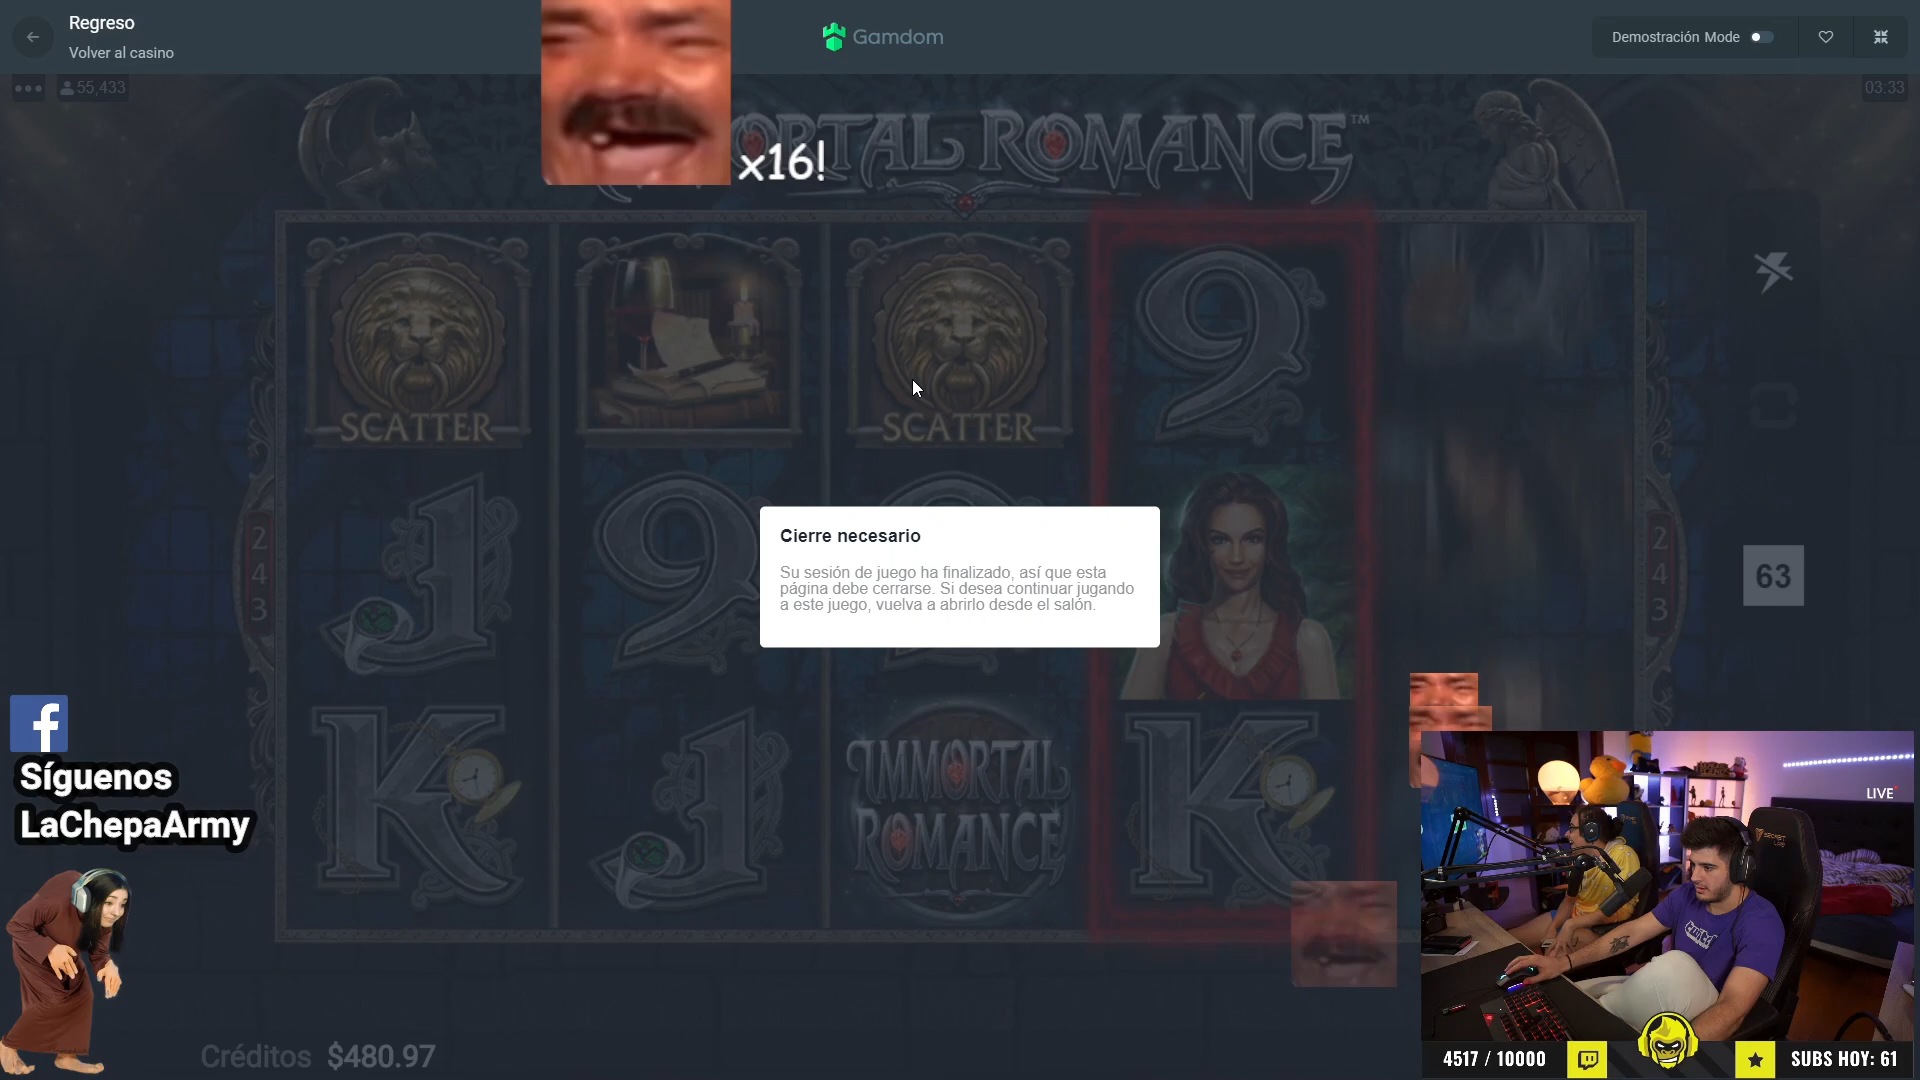 Regreso
Volver al casino
Gamdom
Demostración Mode
55,433
03:33
x16!
RTAL ROMANCE™
SCATTER
SCATTER
243
243
Cierre necesario
Su sesión de juego ha finalizado, así que esta
página debe cerrarse. Si desea continuar jugando
a este juego, vuelva a abrirlo desde el salón.
63
IMMORTAL
ROMANCE
Síguenos
LaChepaArmy
LIVE
Créditos $480.97
4517 / 10000
SUBS HOY: 61